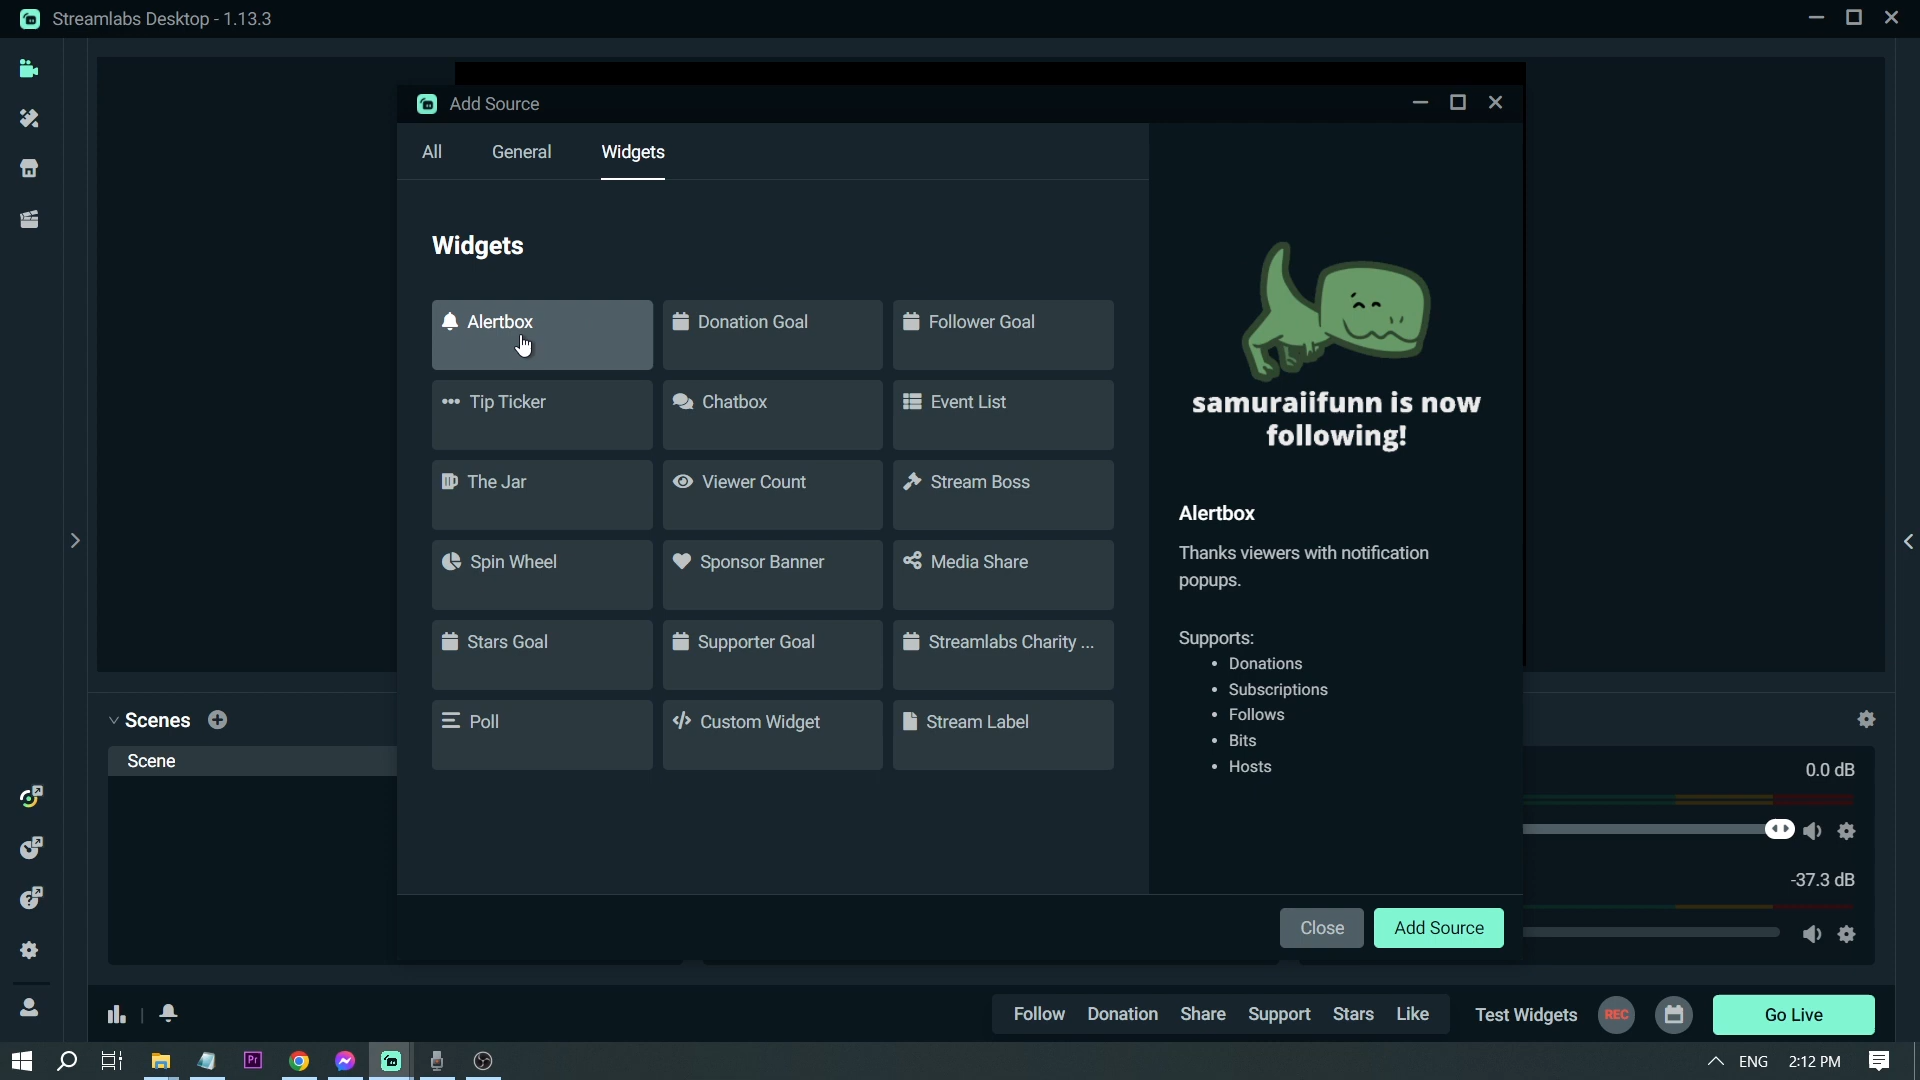 Streamlabs Desktop - 1.13.3
Add Source
All General Widgets
Widgets
Alertbox Donation Goal Follower Goal
Tip Ticker Chatbox Event List
The Jar Viewer Count Stream Boss
Spin Wheel Sponsor Banner Media Share
Stars Goal Supporter Goal Streamlabs Charity ...
Poll Custom Widget Stream Label
samuraiifunn is now
following!
Alertbox
Thanks viewers with notification
popups.
Supports:
• Donations
• Subscriptions
• Follows
• Bits
• Hosts
Close Add Source
Scenes
Scene
0.0 dB
-37.3 dB
Follow Donation Share Support Stars Like Test Widgets REC Go Live
Pr ENG 2:12 PM